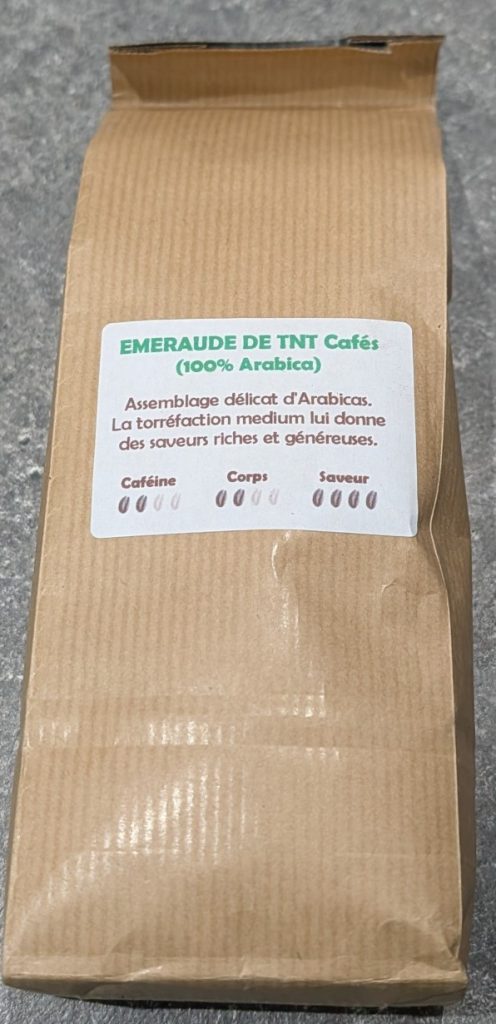 EMERAUDE DE TNT Cafés
(100% Arabica)
Assemblage délicat d'Arabicas.
La torréfaction medium lui donne
des saveurs riches et généreuses.
Caféine Corps Saveur